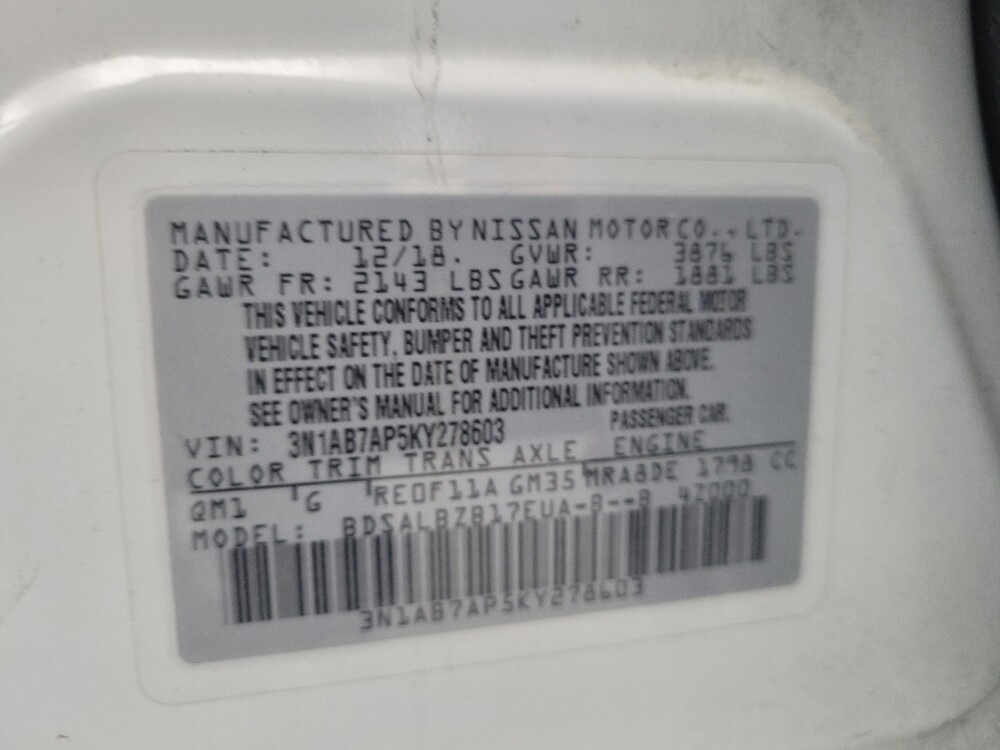 MANUFACTURED BY NISSAN MOTOR CO., LTD.
DATE: 12/18. GVWR: 3876 LBS
GAWR FR: 2143 LBS GAWR RR: 1881 LBS
THIS VEHICLE CONFORMS TO ALL APPLICABLE FEDERAL MOTOR
VEHICLE SAFETY, BUMPER AND THEFT PREVENTION STANDARDS
IN EFFECT ON THE DATE OF MANUFACTURE SHOWN ABOVE.
SEE OWNER'S MANUAL FOR ADDITIONAL INFORMATION.
VIN: 3N1AB7AP5KY278603 PASSENGER CAR.
COLOR TRIM TRANS AXLE ENGINE
QM1 G RE0F11A GM35 MRA8DE 1798 CC
MODEL: BDSALBZB17EUA-B--B 47000
3N1AB7AP5KY278603